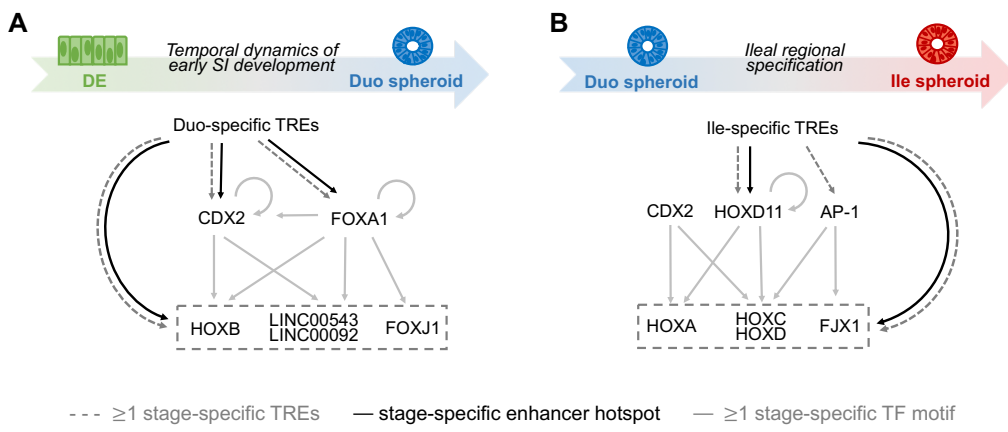 A
Temporal dynamics of
early SI development
DE
Duo spheroid
Duo-specific TREs
CDX2
FOXA1
HOXB
LINC00543
LINC00092
FOXJ1
B
Ileal regional
specification
Duo spheroid
Ile spheroid
Ile-specific TREs
CDX2
HOXD11
AP-1
HOXA
HOXC
HOXD
FJX1
≥1 stage-specific TREs
stage-specific enhancer hotspot
≥1 stage-specific TF motif